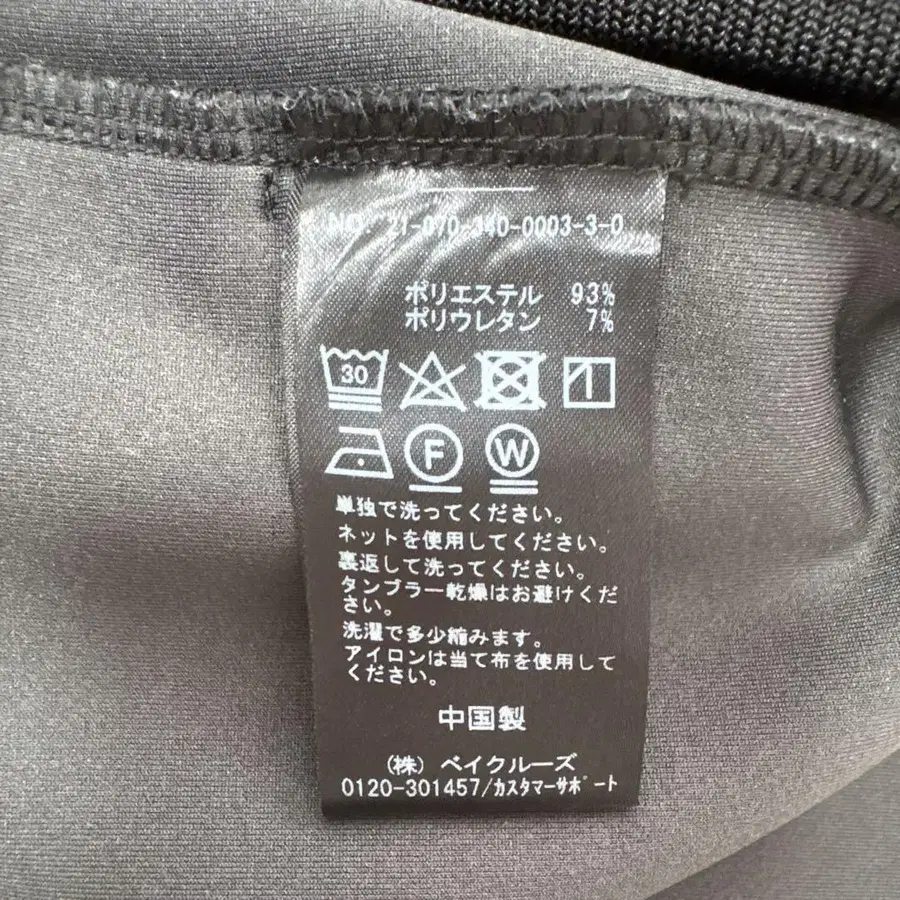 NO. 21-070-340-0003-3-0
ポリエステル 93%
ポリウレタン 7%
30
F W
単独で洗ってください。
ネットを使用してください。
裏返して洗ってください。
タンブラー乾燥はお避けくだ
さい。
洗濯で多少縮みます。
アイロンは当て布を使用して
ください。
中国製
(株) ベイクルーズ
0120-301457/カスタマーサポート